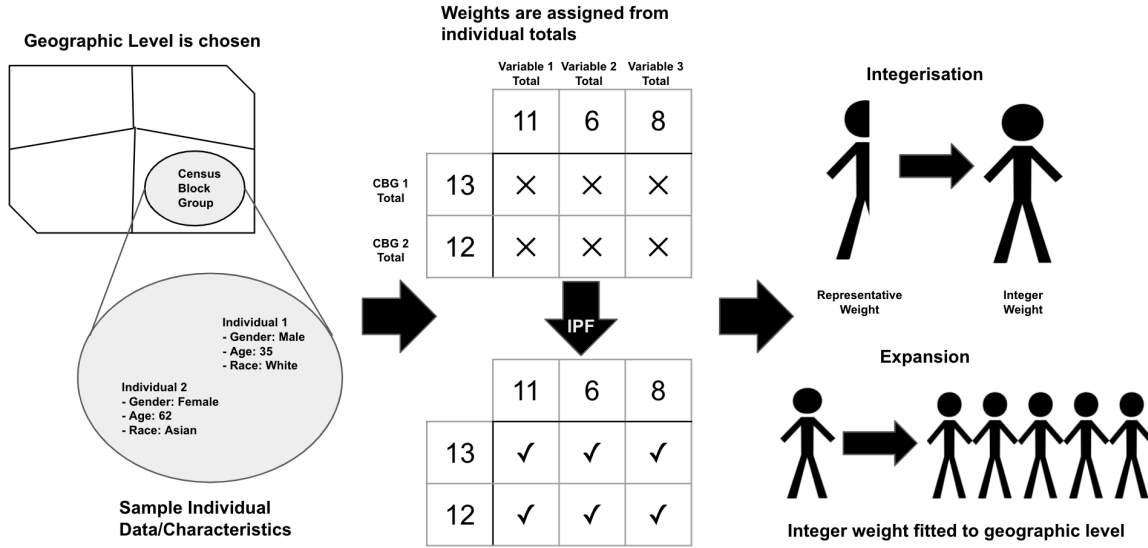 Geographic Level is chosen
Census
Block
Group
Individual 1
- Gender: Male
- Age: 35
- Race: White
Individual 2
- Gender: Female
- Age: 62
- Race: Asian
Sample Individual
Data/Characteristics
Weights are assigned from
individual totals
Variable 1
Total
Variable 2
Total
Variable 3
Total
11 6 8
CBG 1
Total
13
CBG 2
Total
12
IPF
11 6 8
13
12
Integerisation
Representative
Weight
Integer
Weight
Expansion
Integer weight fitted to geographic level